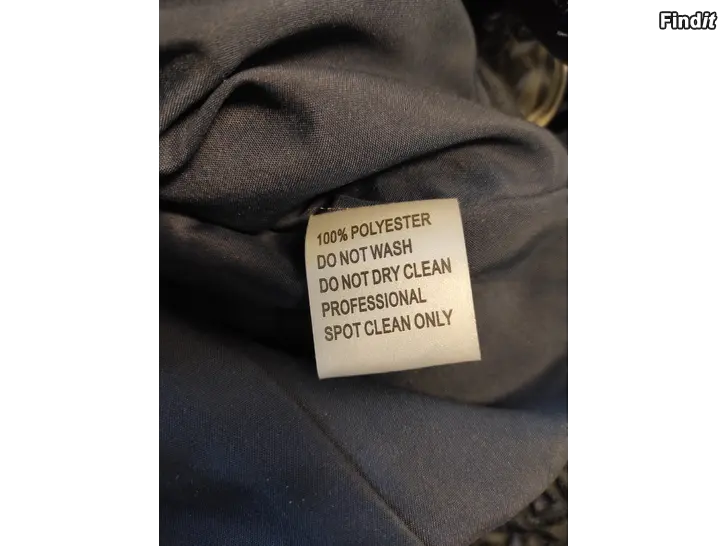 Findit
100% POLYESTER
DO NOT WASH
DO NOT DRY CLEAN
PROFESSIONAL
SPOT CLEAN ONLY